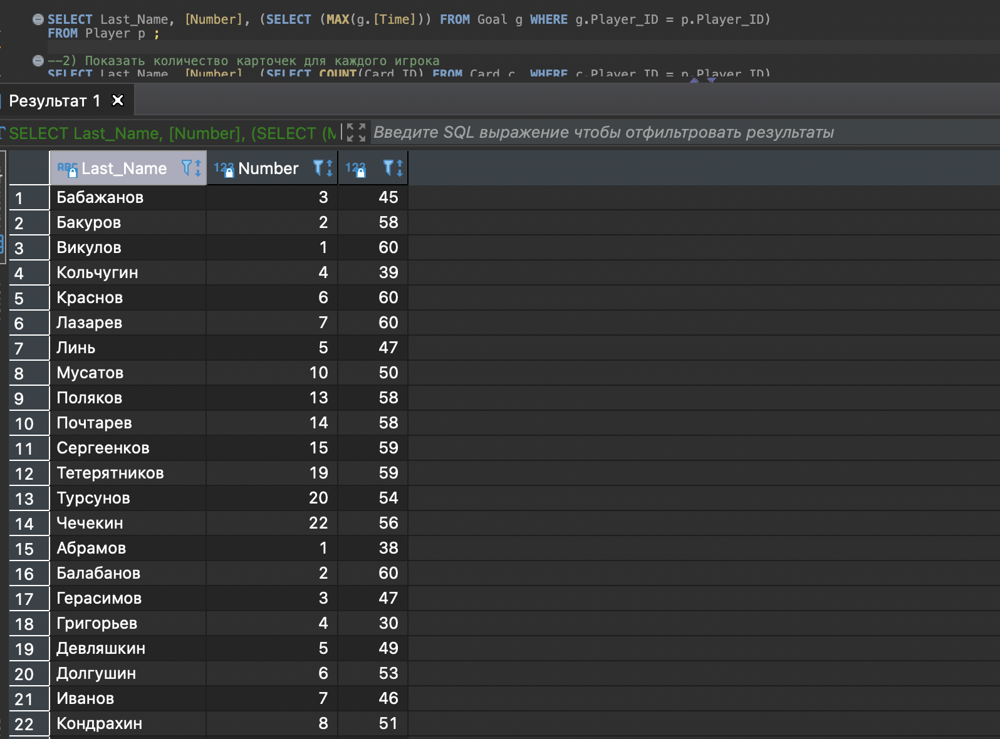 SELECT Last_Name, [Number], (SELECT (MAX(g.[Time])) FROM Goal g WHERE g.Player_ID = p.Player_ID)
FROM Player p ;
--2) Показать количество карточек для каждого игрока
SELECT Last_Name, [Number], (SELECT COUNT(Card_ID) FROM Card c  WHERE c.Player_ID = p.Player_ID)
Результат 1
SELECT Last_Name, [Number], (SELECT (M Введите SQL выражение чтобы отфильтровать результаты
ABC Last_Name 123 Number 123
1 Бабажанов 3 45
2 Бакуров 2 58
3 Викулов 1 60
4 Кольчугин 4 39
5 Краснов 6 60
6 Лазарев 7 60
7 Линь 5 47
8 Мусатов 10 50
9 Поляков 13 58
10 Почтарев 14 58
11 Сергеенков 15 59
12 Тетерятников 19 59
13 Турсунов 20 54
14 Чечекин 22 56
15 Абрамов 1 38
16 Балабанов 2 60
17 Герасимов 3 47
18 Григорьев 4 30
19 Девляшкин 5 49
20 Долгушин 6 53
21 Иванов 7 46
22 Кондрахин 8 51